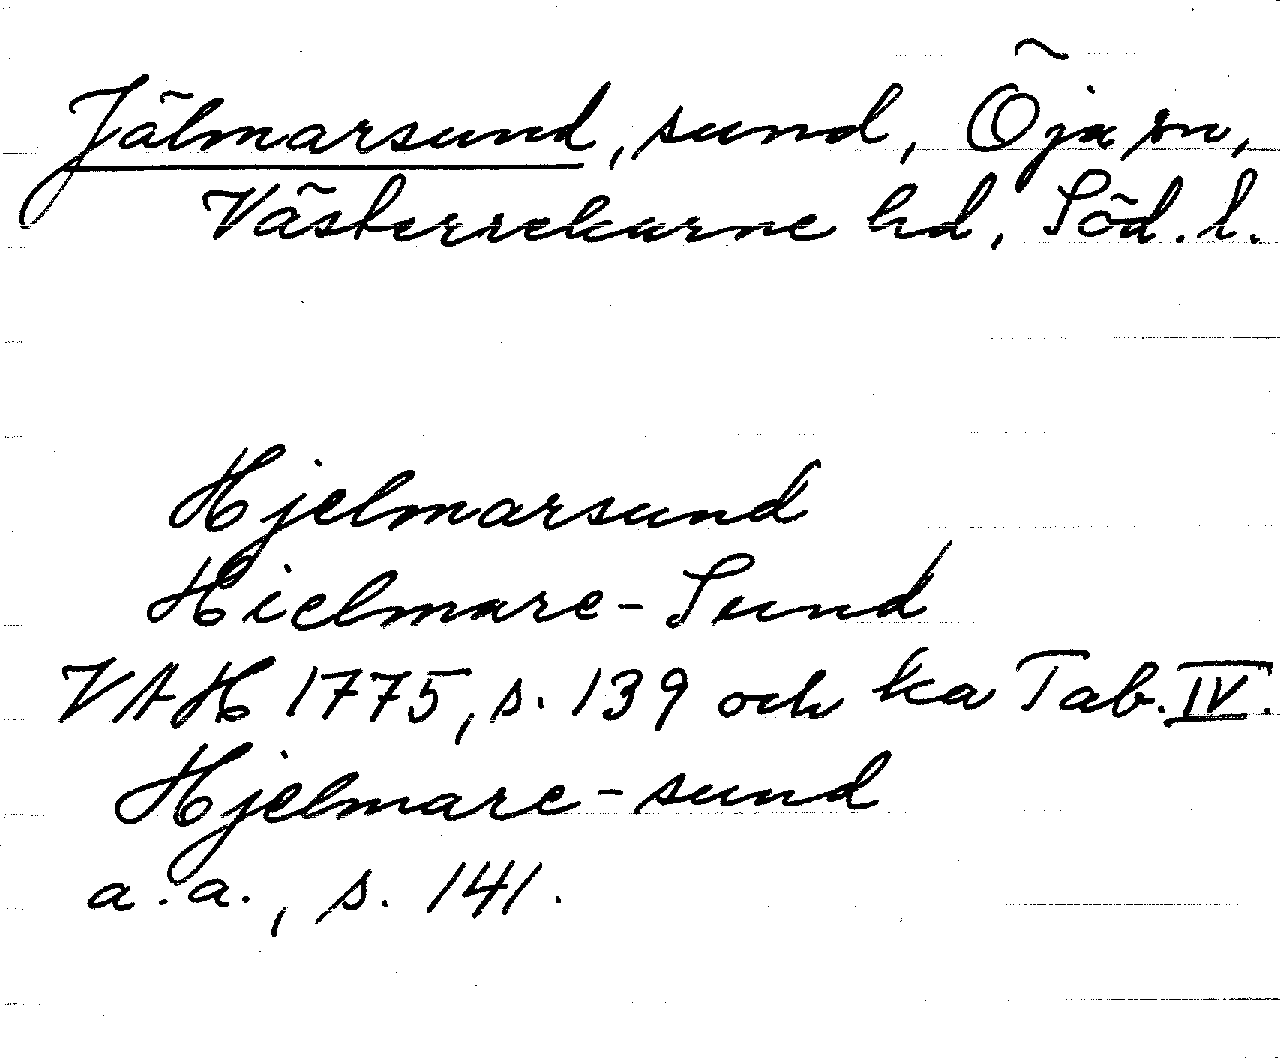 Jälmarsund, sund, Öja sn,
Västerrekarne hd, Söd. l.
Hjelmarsund
Hielmare-Sund
VAH 1775, s. 139 och ka Tab. IV.
Hjelmare-sund
a.a., s. 141.